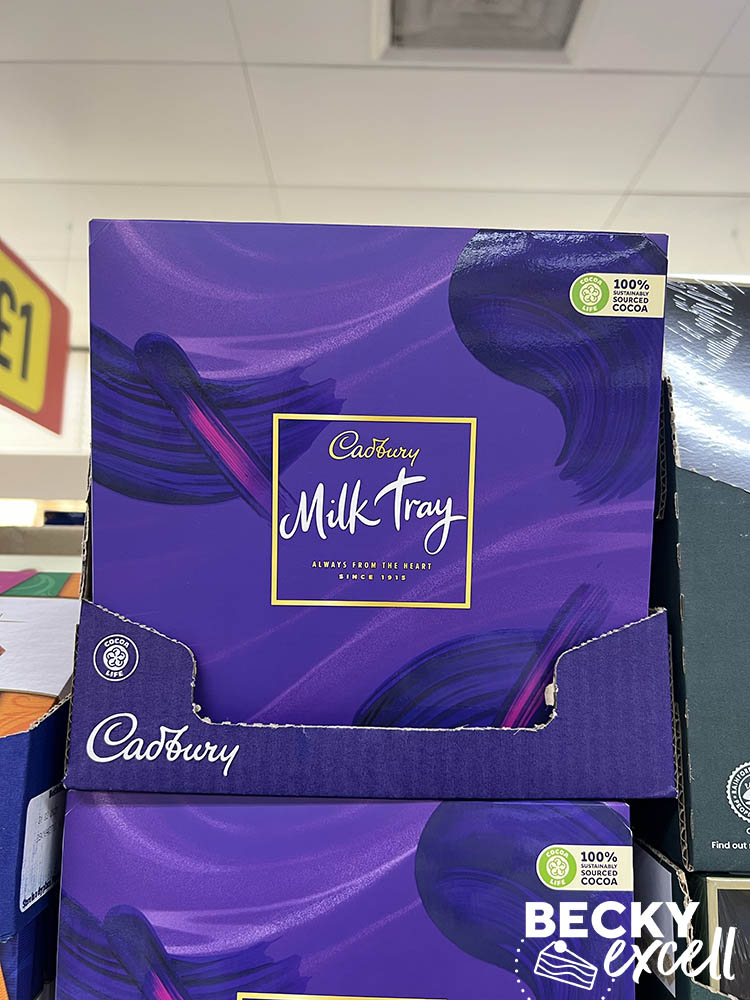 £1
COCOA
LIFE
100%
SUSTAINABLY
SOURCED
COCOA
Cadbury
Milk Tray
ALWAYS FROM THE HEART
SINCE 1915
COCOA
LIFE
Cadbury
COCOA
LIFE
100%
SUSTAINABLY
SOURCED
COCOA
Find out
BECKY
excell